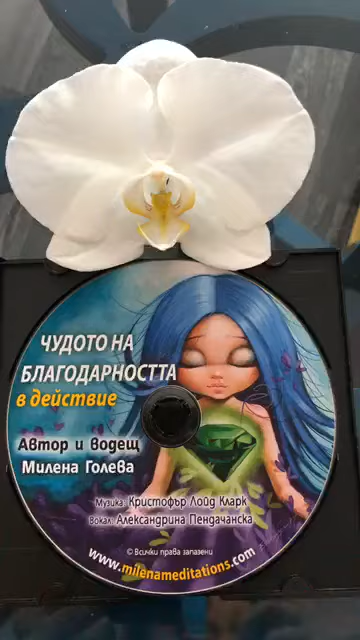 ЧУДОТО НА
БЛАГОДАРНОСТТА
в действие
Автор и водещ
Милена Голева
Музика: Кристофър Лойд Кларк
Вокал: Александрина Пендачанска
© Всички права запазени
www.milenameditations.com